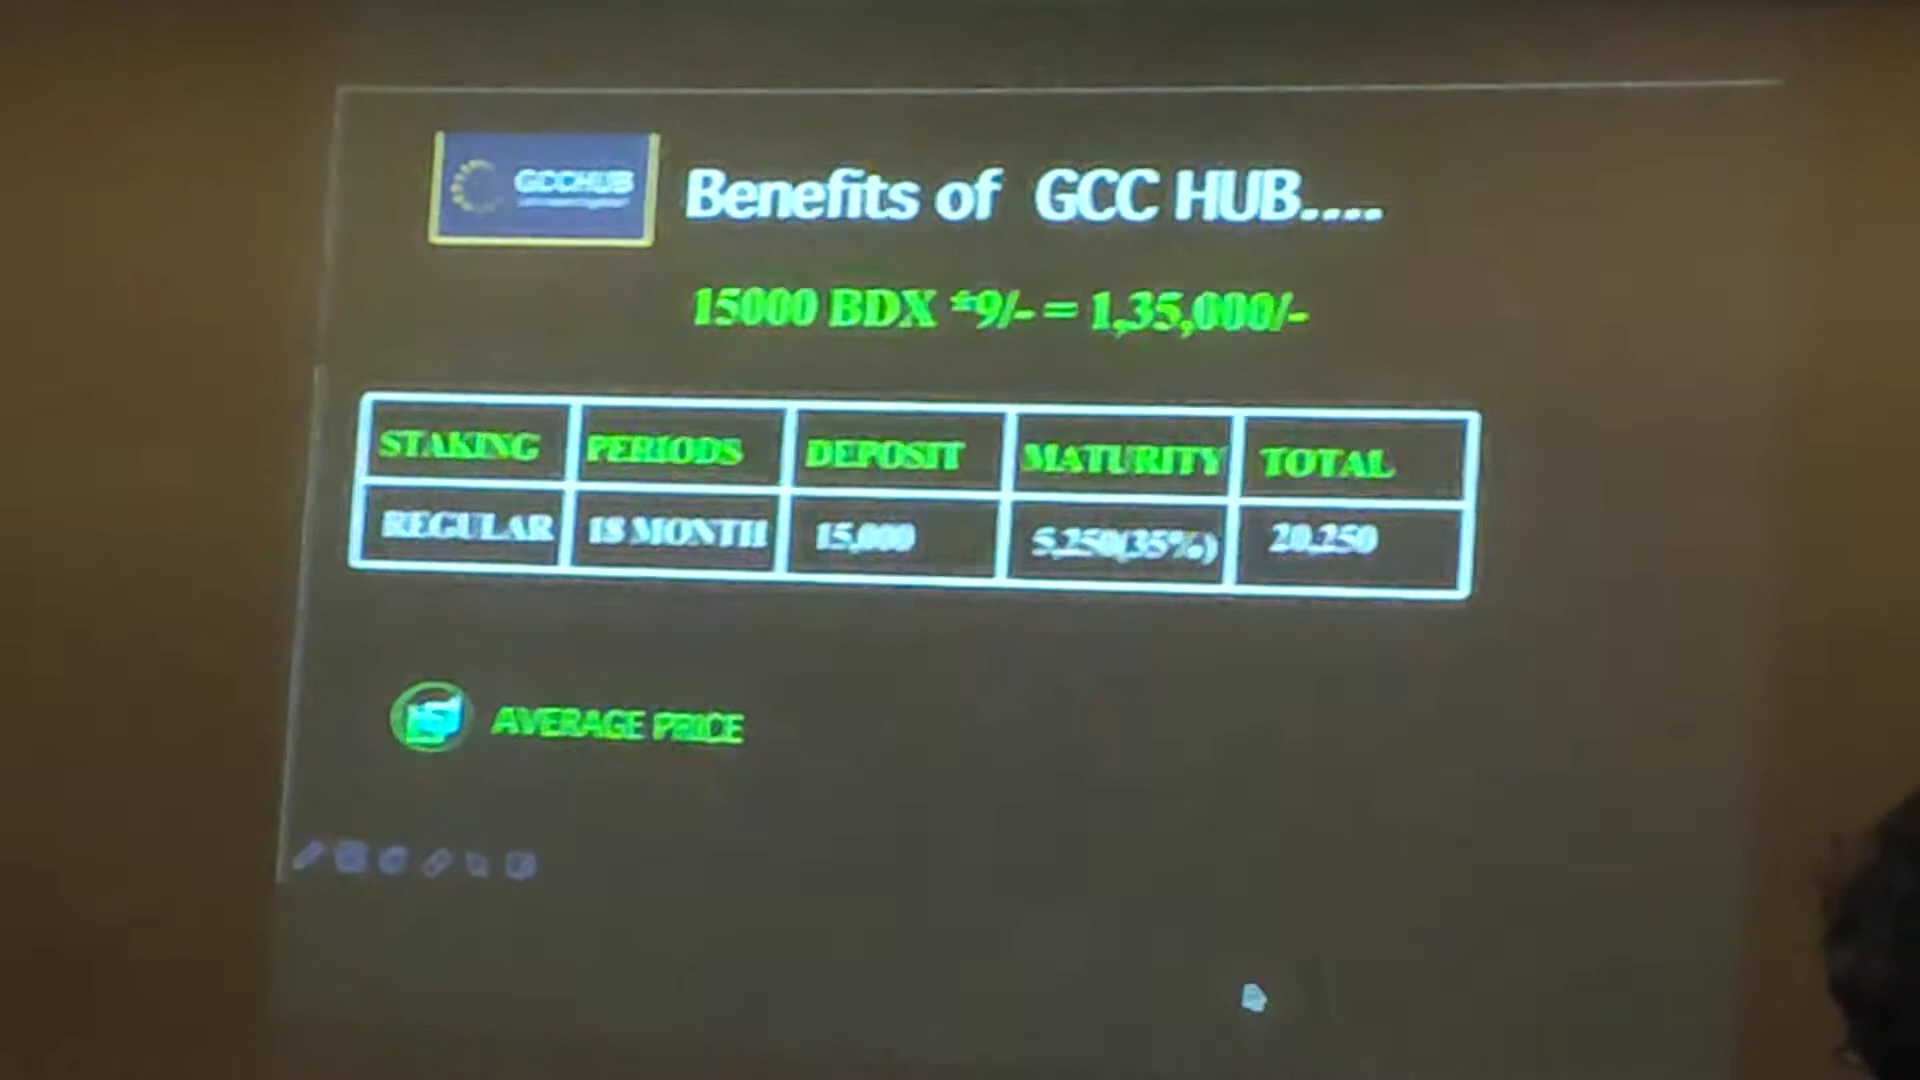 GCCHUB
Benefits of GCC HUB....
15000 BDX *9/- = 1,35,000/-
STAKING PERIODS DEPOSIT MATURITY TOTAL
REGULAR 18 MONTH 15,000 5,250(35%) 20,250
AVERAGE PRICE